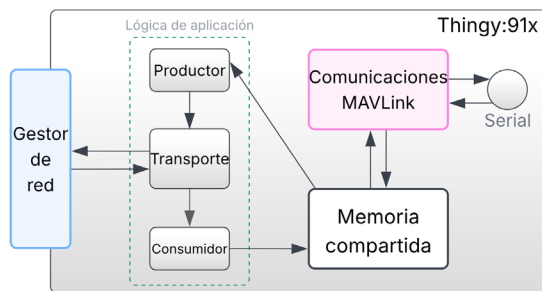 Thingy:91x
Lógica de aplicación
Productor
Comunicaciones
MAVLink
Serial
Gestor
de
red
Transporte
Memoria
compartida
Consumidor